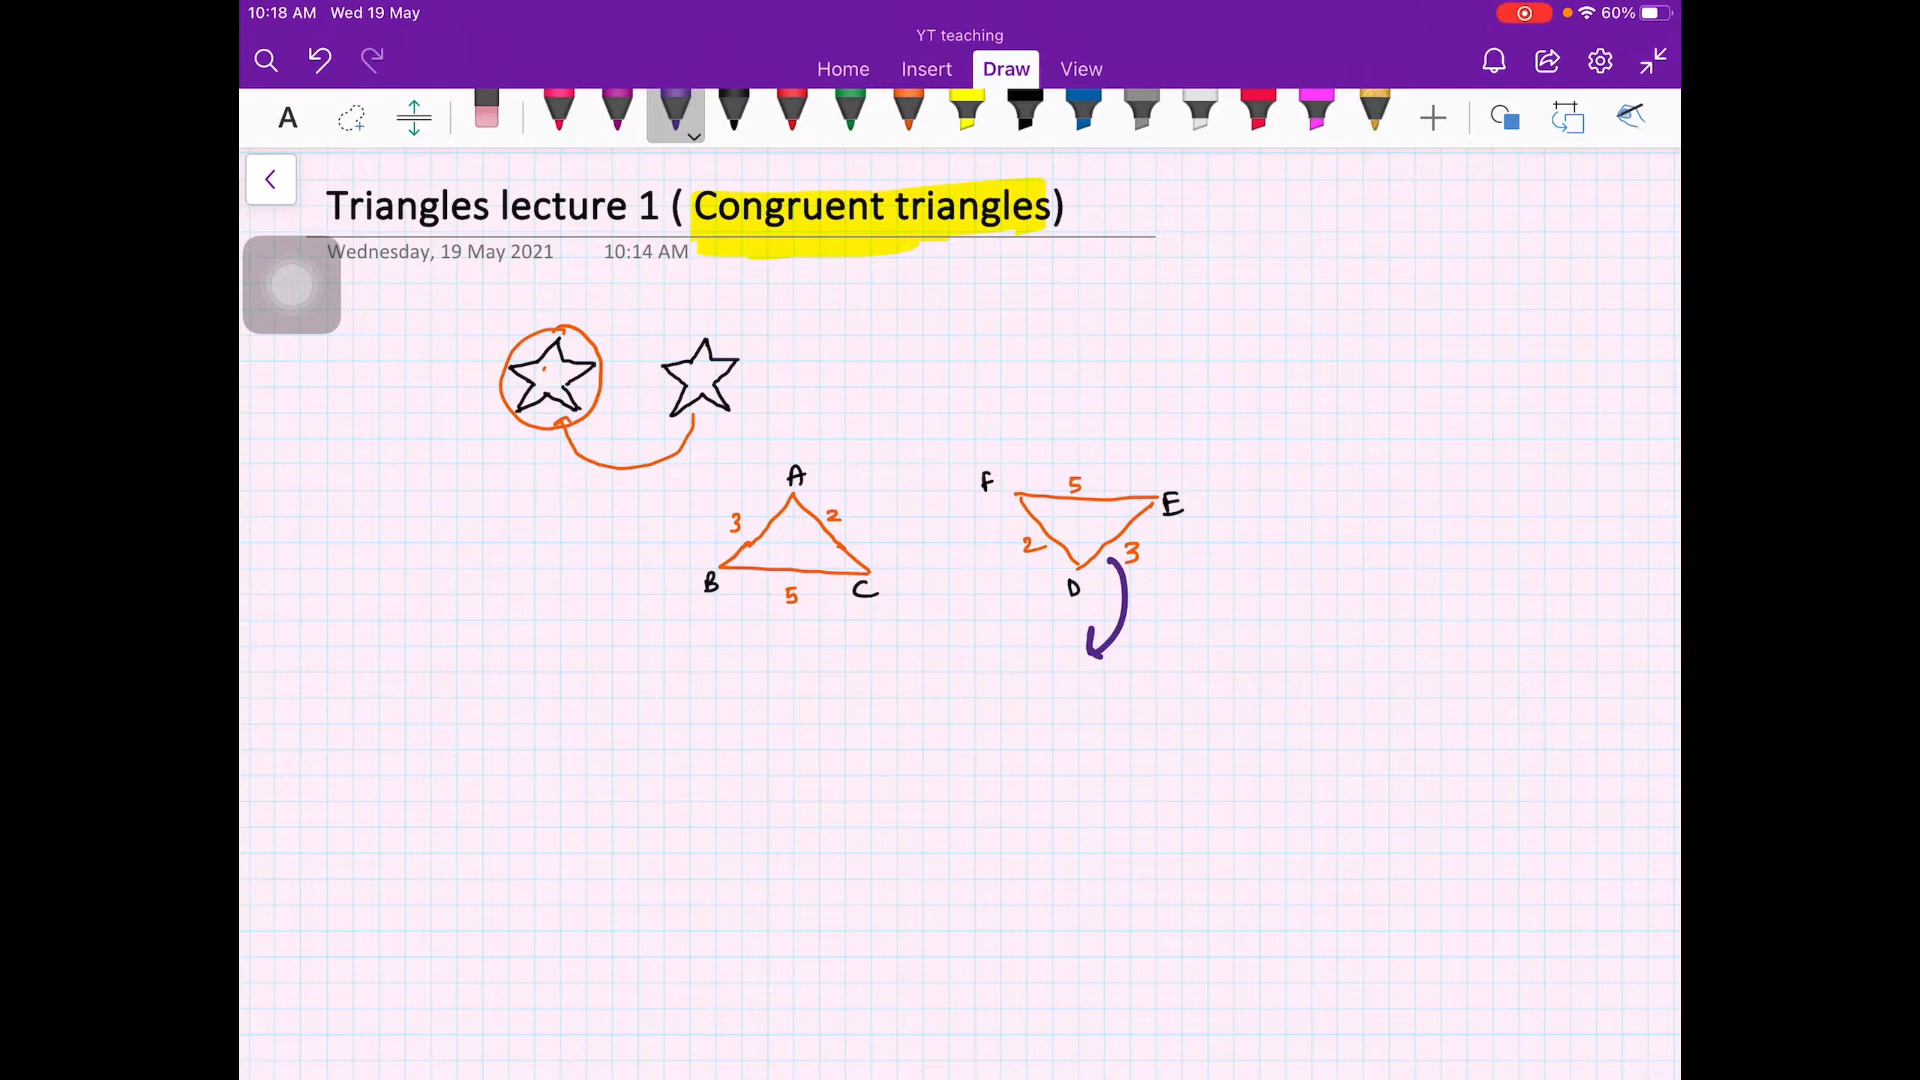 10:18 AM Wed 19 May
60%
YT teaching
Home Insert Draw View
A
Triangles lecture 1 ( Congruent triangles)
Wednesday, 19 May 2021 10:14 AM
A
F 5 E
3 2
2 3
B 5 C
D